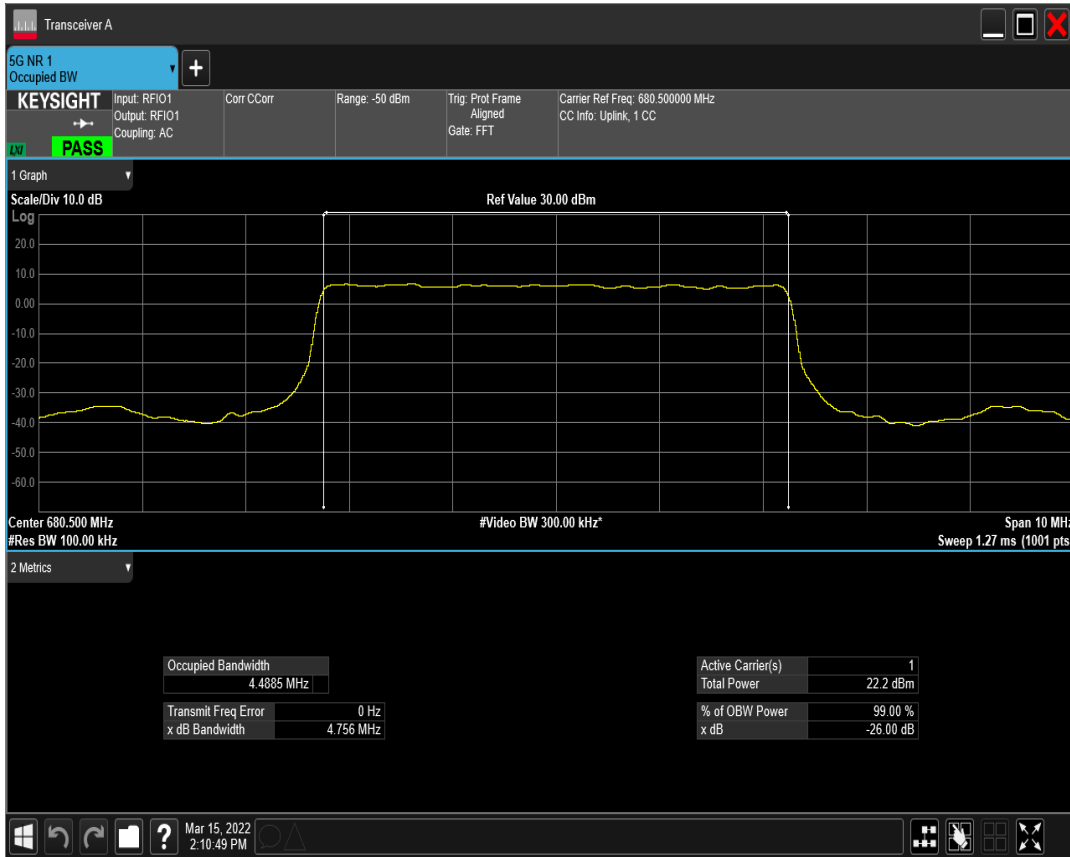 Transceiver A
5G NR 1
Occupied BW
+
KEYSIGHT
LXI
PASS
Input: RFIO1
Output: RFIO1
Coupling: AC
Corr CCorr
Range: -50 dBm
Trig: Prot Frame
Aligned
Gate: FFT
Carrier Ref Freq: 680.500000 MHz
CC Info: Uplink, 1 CC
1 Graph
Scale/Div 10.0 dB
Ref Value 30.00 dBm
Log
20.0
10.0
0.00
-10.0
-20.0
-30.0
-40.0
-50.0
-60.0
Center 680.500 MHz
#Video BW 300.00 kHz*
Span 10 MHz
#Res BW 100.00 kHz
Sweep 1.27 ms (1001 pts
2 Metrics
Occupied Bandwidth
4.4885 MHz
Transmit Freq Error 0 Hz
x dB Bandwidth 4.756 MHz
Active Carrier(s) 1
Total Power 22.2 dBm
% of OBW Power 99.00 %
x dB -26.00 dB
?
Mar 15, 2022
2:10:49 PM